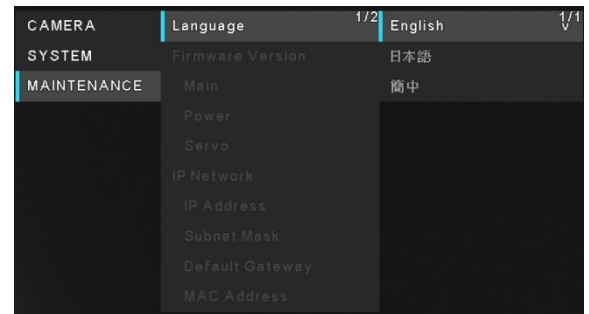 CAMERA
SYSTEM
MAINTENANCE
Language 1/2
Firmware Version
Main
Power
Servo
IP Network
IP Address
Subnet Mask
Default Gateway
MAC Address
English 1/1
日本語
简中